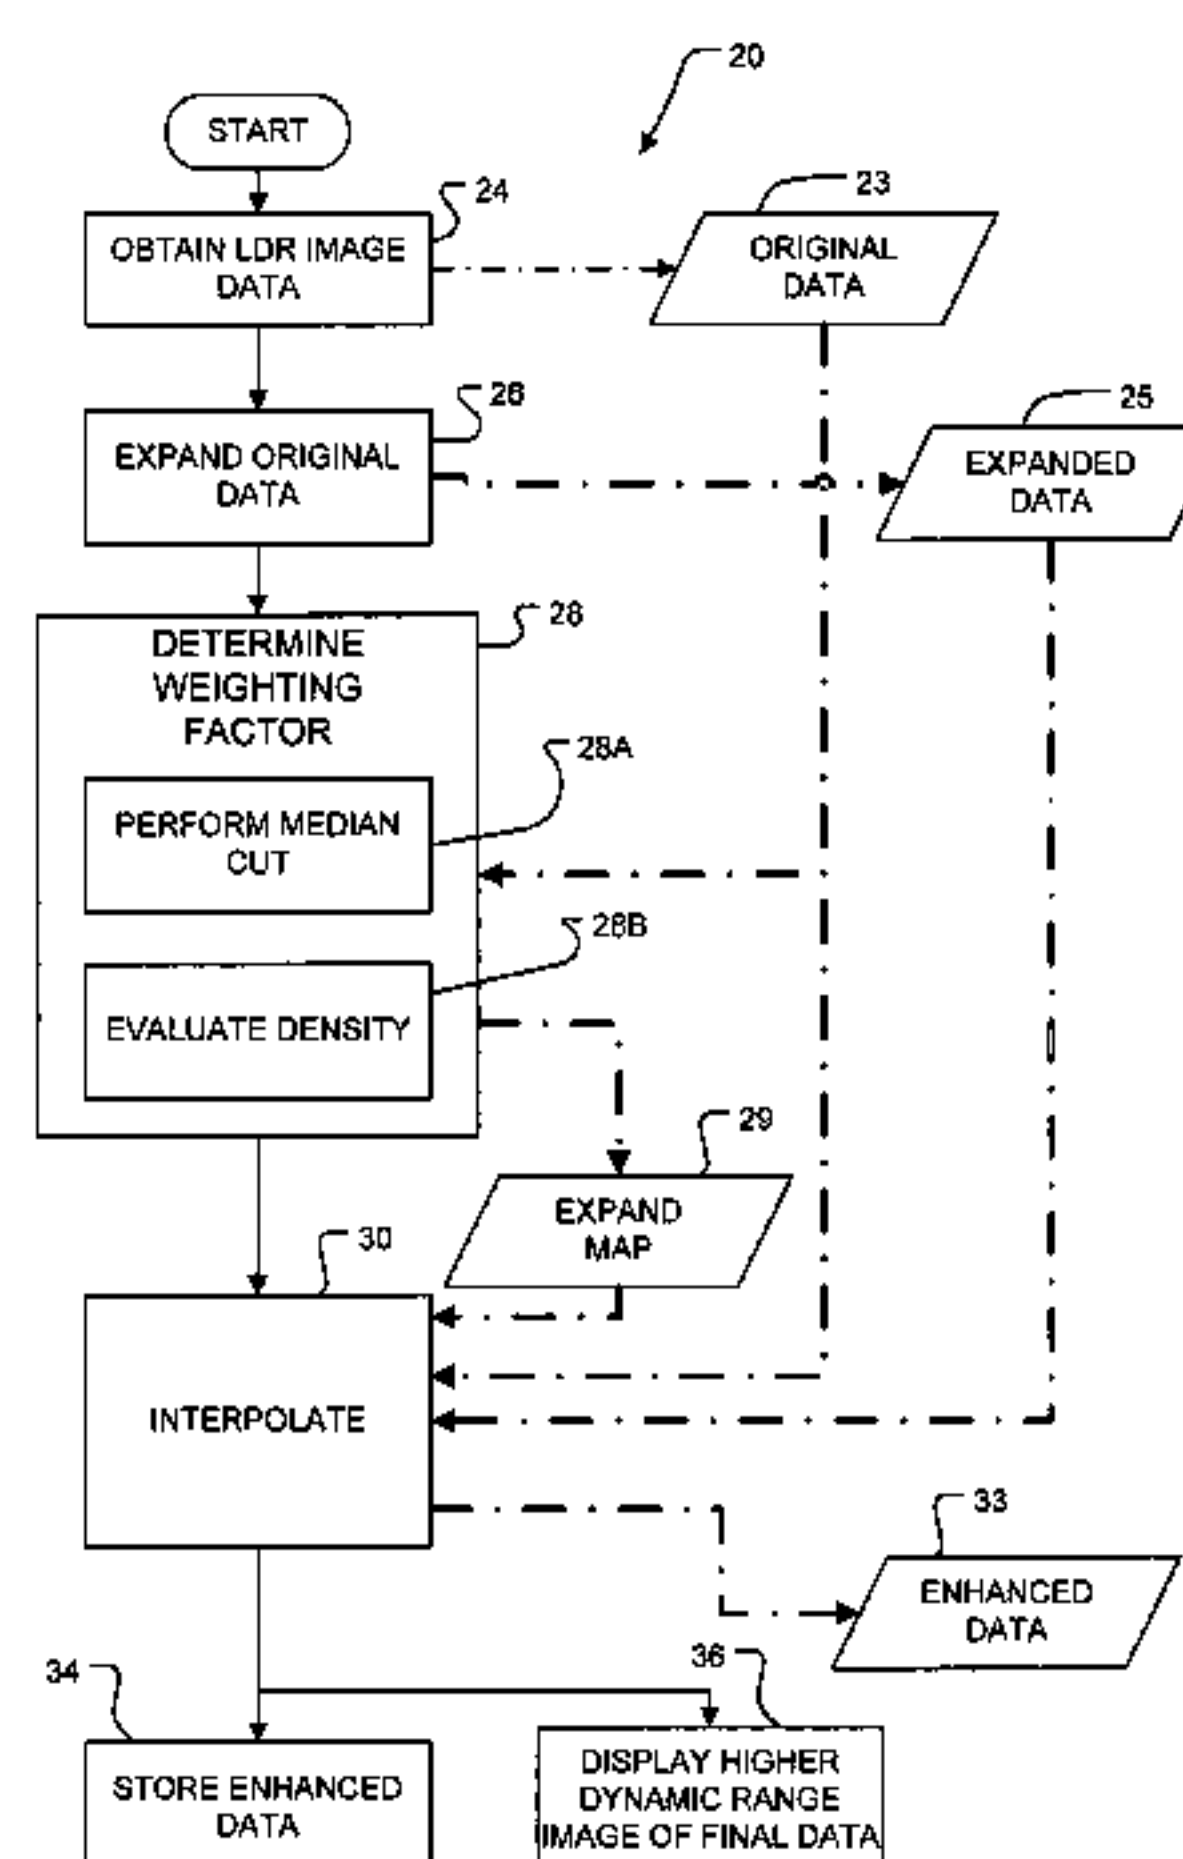 20
START
24
23
OBTAIN LDR IMAGE
DATA
ORIGINAL
DATA
26
25
EXPAND ORIGINAL
DATA
EXPANDED
DATA
28
DETERMINE
WEIGHTING
FACTOR
28A
PERFORM MEDIAN
CUT
28B
EVALUATE DENSITY
29
EXPAND
MAP
30
INTERPOLATE
33
ENHANCED
DATA
34
36
STORE ENHANCED
DATA
DISPLAY HIGHER
DYNAMIC RANGE
IMAGE OF FINAL DATA